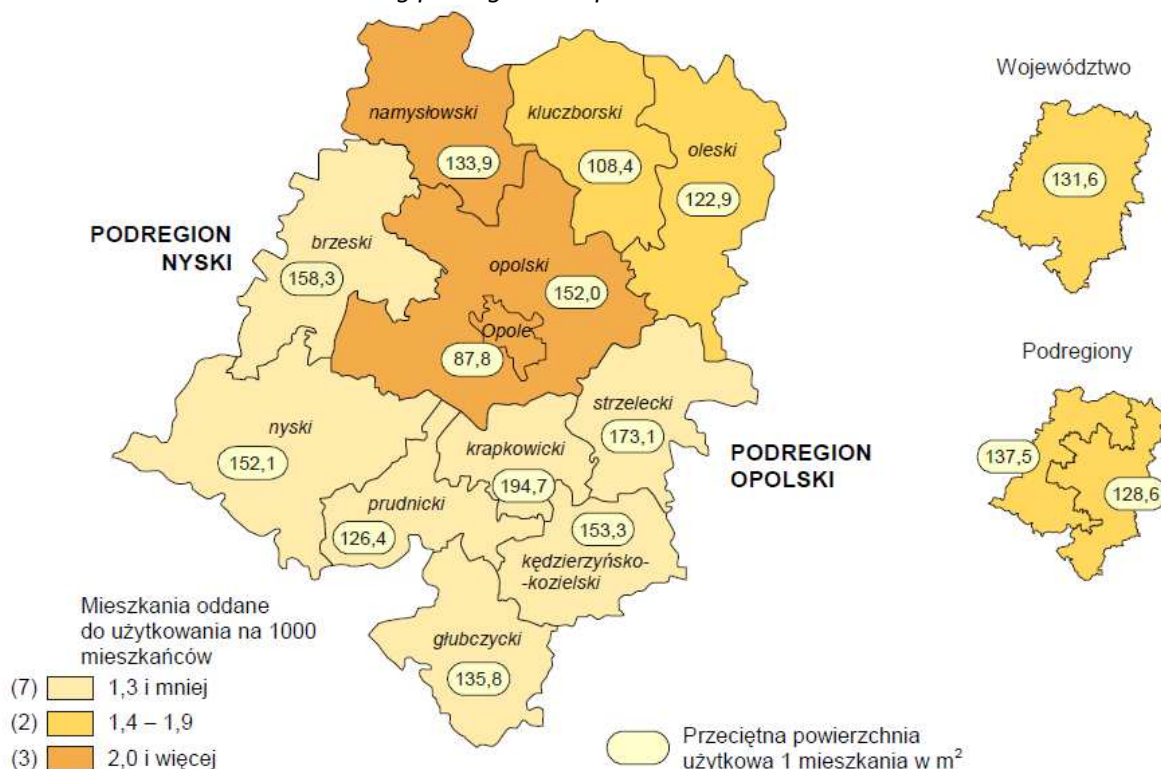 namysłowski
133,9
kluczborski
108,4
oleski
122,9
PODREGION
NYSKI
brzeski
158,3
opolski
152,0
Opole
87,8
nyski
152,1
strzelecki
173,1
krapkowicki
194,7
PODREGION
OPOLSKI
prudnicki
126,4
153,3
kędzierzyńsko-
-kozielski
głubczycki
135,8
Województwo
131,6
Podregiony
137,5
128,6
Mieszkania oddane
do użytkowania na 1000
mieszkańców
(7) 1,3 i mniej
(2) 1,4 – 1,9
(3) 2,0 i więcej
Przeciętna powierzchnia
użytkowa 1 mieszkania w m²